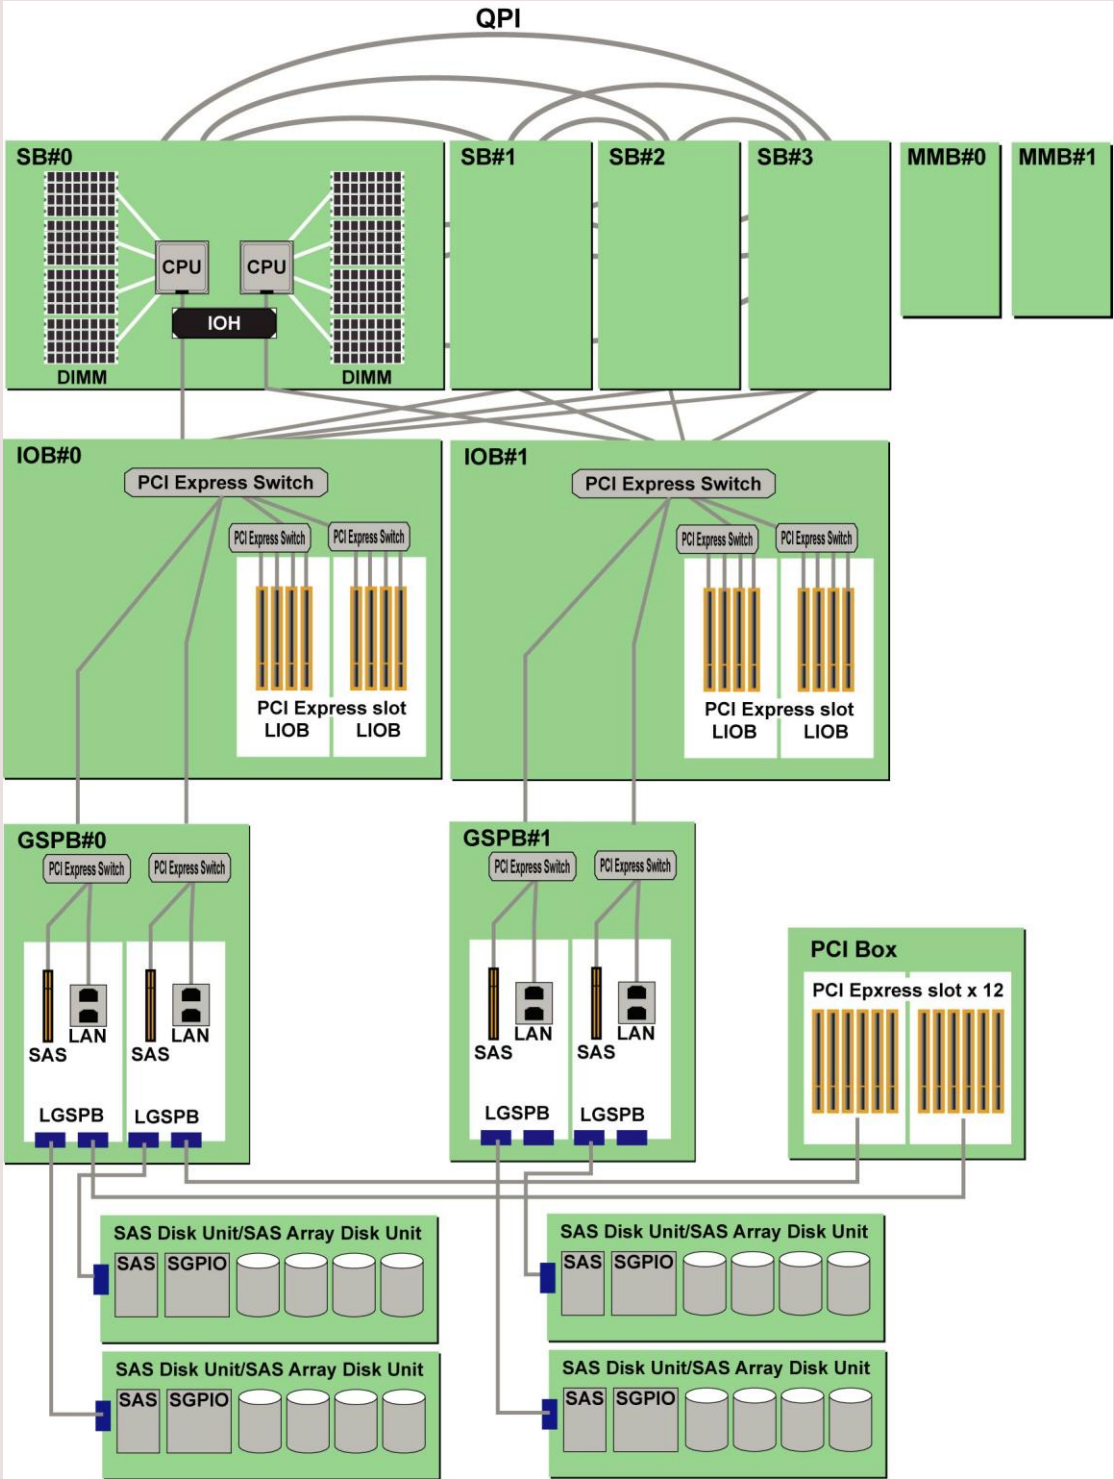 QPI
SB#0
SB#1
SB#2
SB#3
MMB#0
MMB#1
CPU
CPU
IOH
DIMM
DIMM
IOB#0
PCI Express Switch
PCI Express Switch
PCI Express Switch
PCI Express slot
LIOB
LIOB
IOB#1
PCI Express Switch
PCI Express Switch
PCI Express Switch
PCI Express slot
LIOB
LIOB
GSPB#0
PCI Express Switch
PCI Express Switch
SAS
LAN
SAS
LAN
LGSPB
LGSPB
GSPB#1
PCI Express Switch
PCI Express Switch
SAS
LAN
SAS
LAN
LGSPB
LGSPB
PCI Box
PCI Epxress slot x 12
SAS Disk Unit/SAS Array Disk Unit
SAS
SGPIO
SAS Disk Unit/SAS Array Disk Unit
SAS
SGPIO
SAS Disk Unit/SAS Array Disk Unit
SAS
SGPIO
SAS Disk Unit/SAS Array Disk Unit
SAS
SGPIO